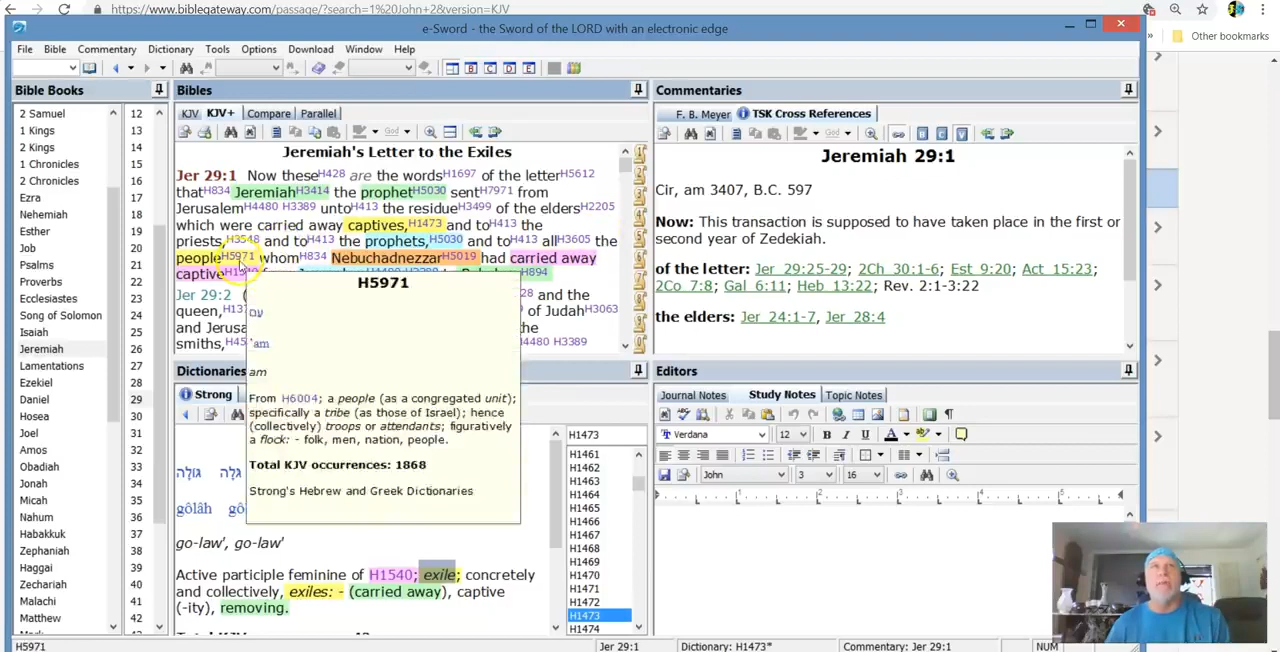 https://www.biblegateway.com/passage/?search=1%20John+2&version=KJV
Other bookmarks
e-Sword - the Sword of the LORD with an electronic edge
File Bible Commentary Dictionary Tools Options Download Window Help
B C D E
Bible Books
2 Samuel
1 Kings
2 Kings
1 Chronicles
2 Chronicles
Ezra
Nehemiah
Esther
Job
Psalms
Proverbs
Ecclesiastes
Song of Solomon
Isaiah
Jeremiah
Lamentations
Ezekiel
Daniel
Hosea
Joel
Amos
Obadiah
Jonah
Micah
Nahum
Habakkuk
Zephaniah
Haggai
Zechariah
Malachi
Matthew
12
13
14
15
16
17
18
19
20
21
22
23
24
25
26
27
28
29
30
31
32
33
34
35
36
37
38
39
40
41
Bibles
KJV KJV+ Compare Parallel
God
Jeremiah's Letter to the Exiles
Jer 29:1 Now theseH428 are the wordsH1697 of the letterH5612
thatH834 JeremiahH3414 the prophetH5030 sentH7971 from
JerusalemH4480 H3389 untoH413 the residueH3499 of the eldersH2205
which were carried away captives,H1473 and toH413 the
priests,H3548 and toH413 the prophets,H5030 and toH413 allH3605 the
peopleH5971 whomH834 NebuchadnezzarH5019 had carried away
captive
H894
Jer 29:2
and the
queen,
of JudahH3063
and Jerusa
the
smiths,
H4480 H3389
H5971
עם
‛am
am
From H6004; a people (as a congregated unit);
specifically a tribe (as those of Israel); hence
(collectively) troops or attendants; figuratively
a flock: - folk, men, nation, people.
Total KJV occurrences: 1868
Strong's Hebrew and Greek Dictionaries
Dictionaries
Strong
גּלה גּולה
gôlâh
go-law', go-law'
Active participle feminine of H1540; exile; concretely
and collectively, exiles: - (carried away), captive
(-ity), removing.
H1473
H1461
H1462
H1463
H1464
H1465
H1466
H1467
H1468
H1469
H1470
H1471
H1472
H1473
H1474
Commentaries
F. B. Meyer TSK Cross References
God
Jeremiah 29:1
Cir, am 3407, B.C. 597
Now: This transaction is supposed to have taken place in the first or
second year of Zedekiah.
of the letter: Jer 29:25-29; 2Ch 30:1-6; Est 9:20; Act 15:23;
2Co 7:8; Gal 6:11; Heb 13:22; Rev. 2:1-3:22
the elders: Jer 24:1-7, Jer 28:4
Editors
Journal Notes Study Notes Topic Notes
Verdana 12 B I U A
John 3 16
1 2 3 4 5
H5971 Jer 29:1 Dictionary: H1473* Commentary: Jer 29:1 NUM